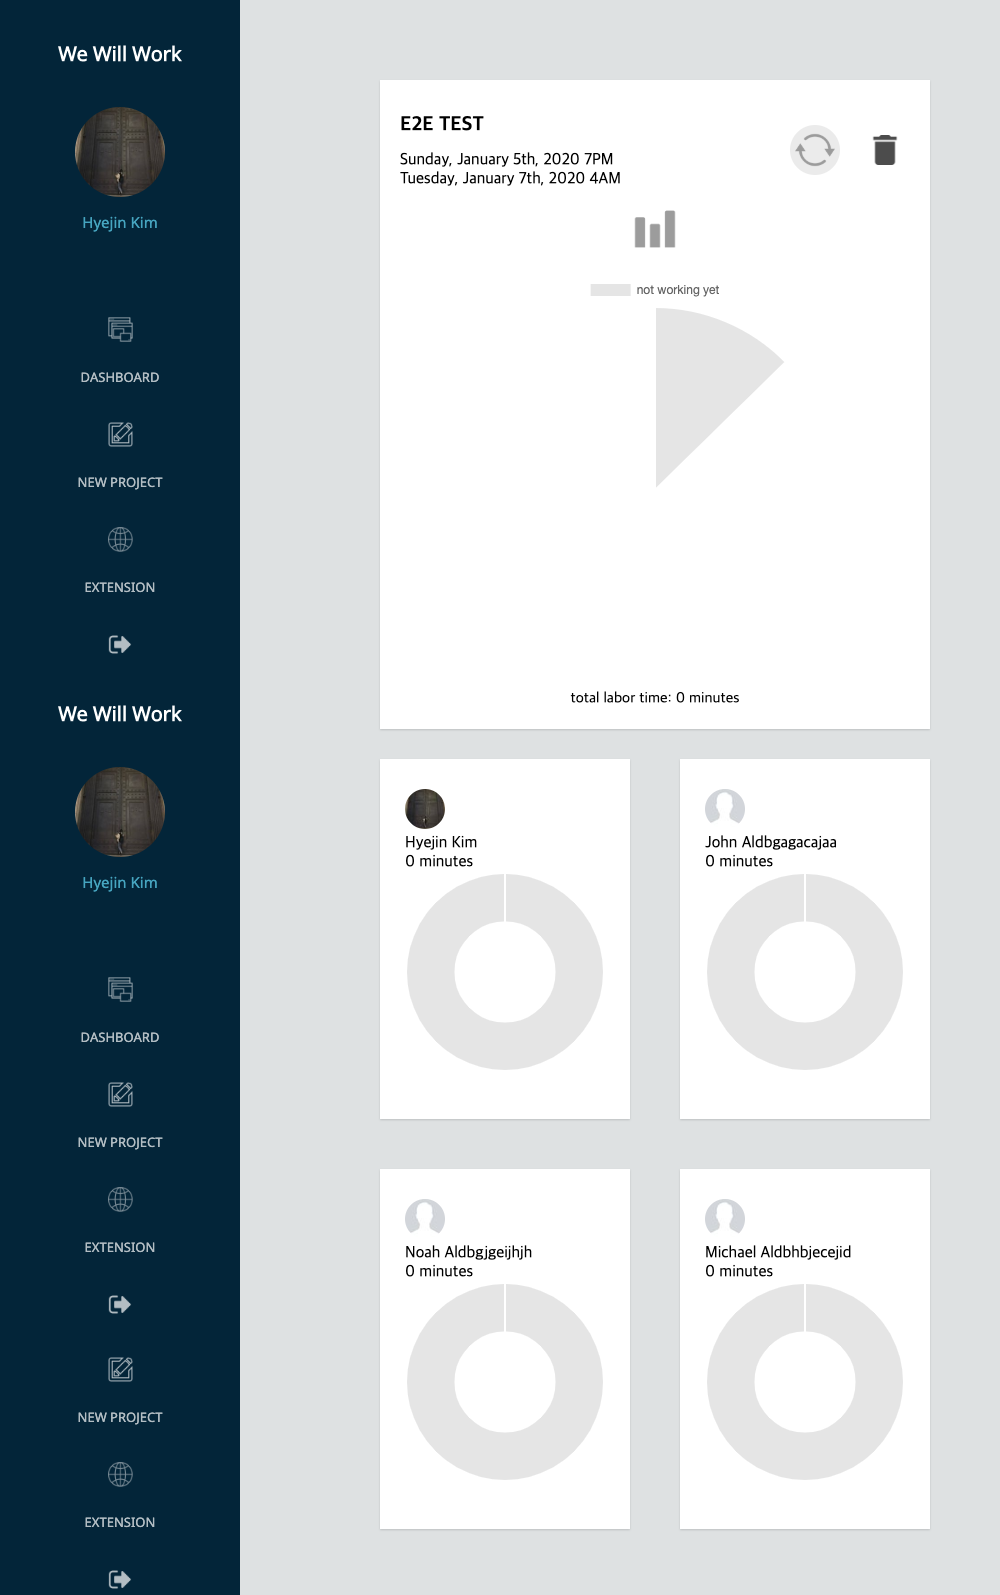 We Will Work
Hyejin Kim
DASHBOARD
NEW PROJECT
EXTENSION
We Will Work
Hyejin Kim
DASHBOARD
NEW PROJECT
EXTENSION
NEW PROJECT
EXTENSION
E2E TEST
Sunday, January 5th, 2020 7PM
Tuesday, January 7th, 2020 4AM
not working yet
total labor time: 0 minutes
Hyejin Kim
0 minutes
John Aldbgagacajaa
0 minutes
Noah Aldbgjgeijhjh
0 minutes
Michael Aldbhbjecejid
0 minutes